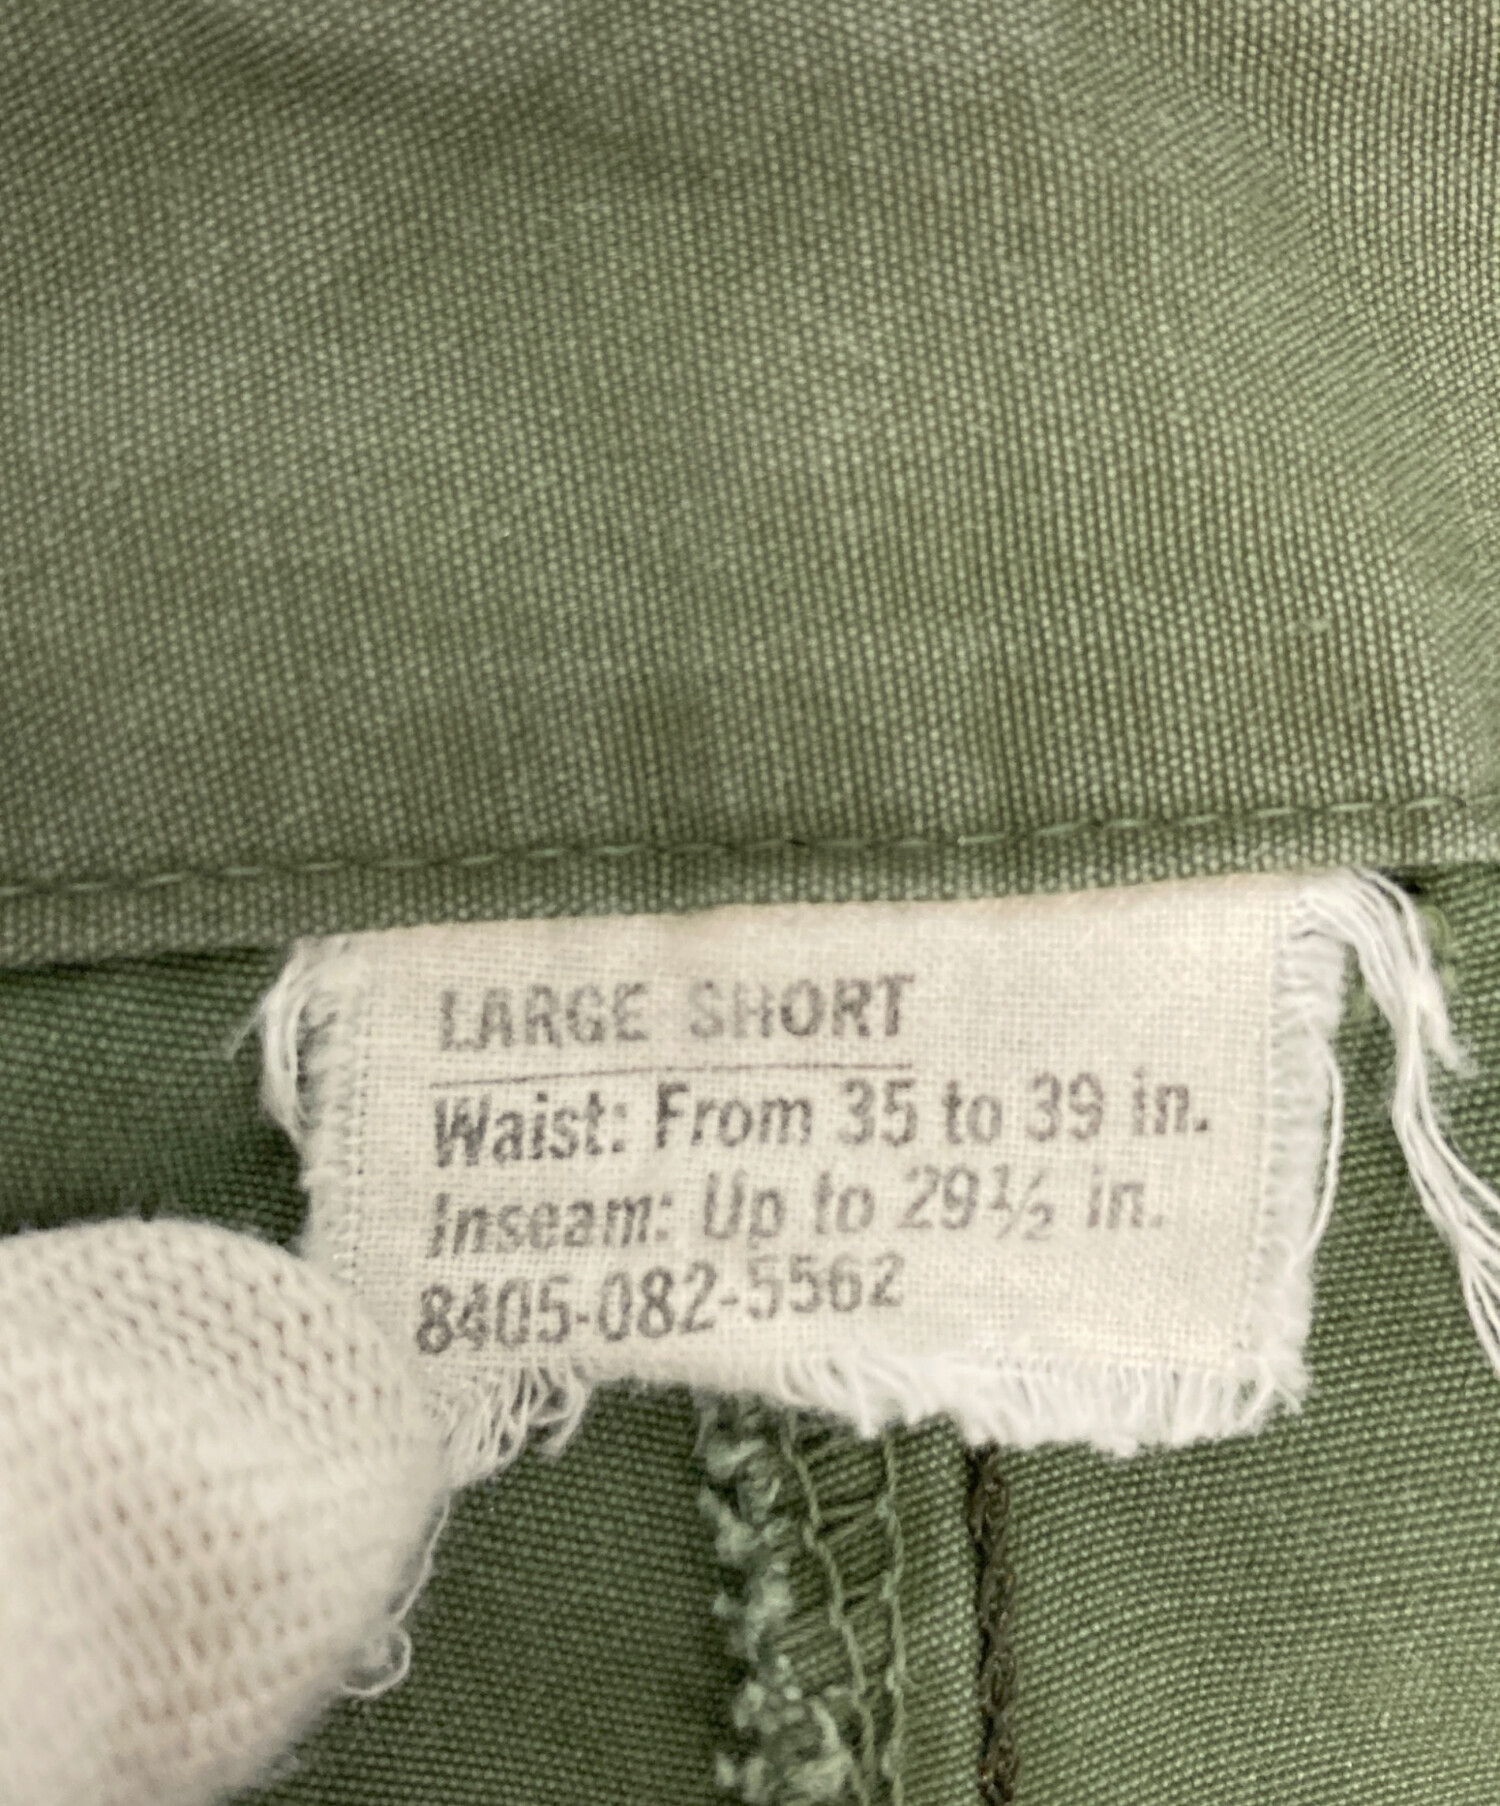 LARGE SHORT
Waist: From 35 to 39 in.
Inseam: Up to 29½ in.
8405-082-5562